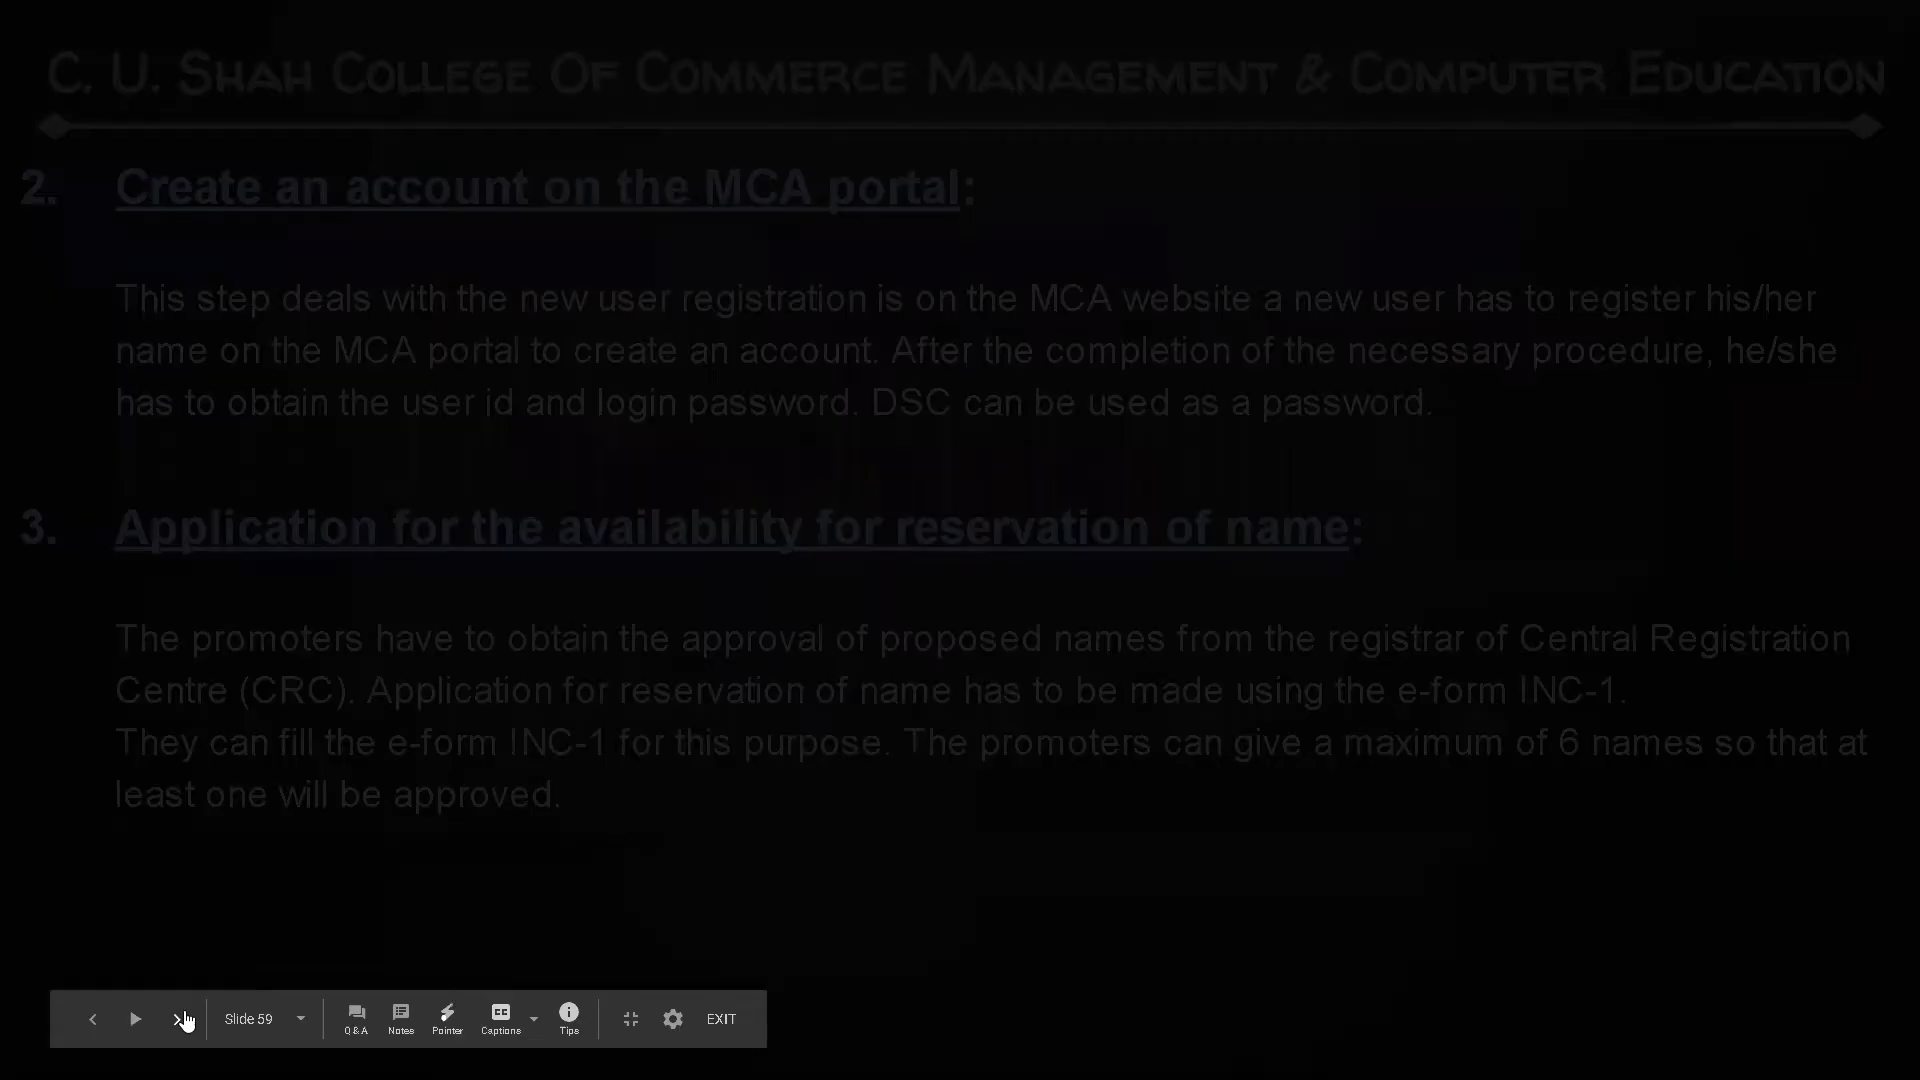 C. U. SHAH COLLEGE OF COMMERCE MANAGEMENT & COMPUTER EDUCATION
2. Create an account on the MCA portal:
This step deals with the new user registration is on the MCA website a new user has to register his/her
name on the MCA portal to create an account. After the completion of the necessary procedure, he/she
has to obtain the user id and login password. DSC can be used as a password.
3. Application for the availability for reservation of name:
The promoters have to obtain the approval of proposed names from the registrar of Central Registration
Centre (CRC). Application for reservation of name has to be made using the e-form INC-1.
They can fill the e-form INC-1 for this purpose. The promoters can give a maximum of 6 names so that at
least one will be approved.
Slide 59 Q & A Notes Pointer CC Captions Tips EXIT